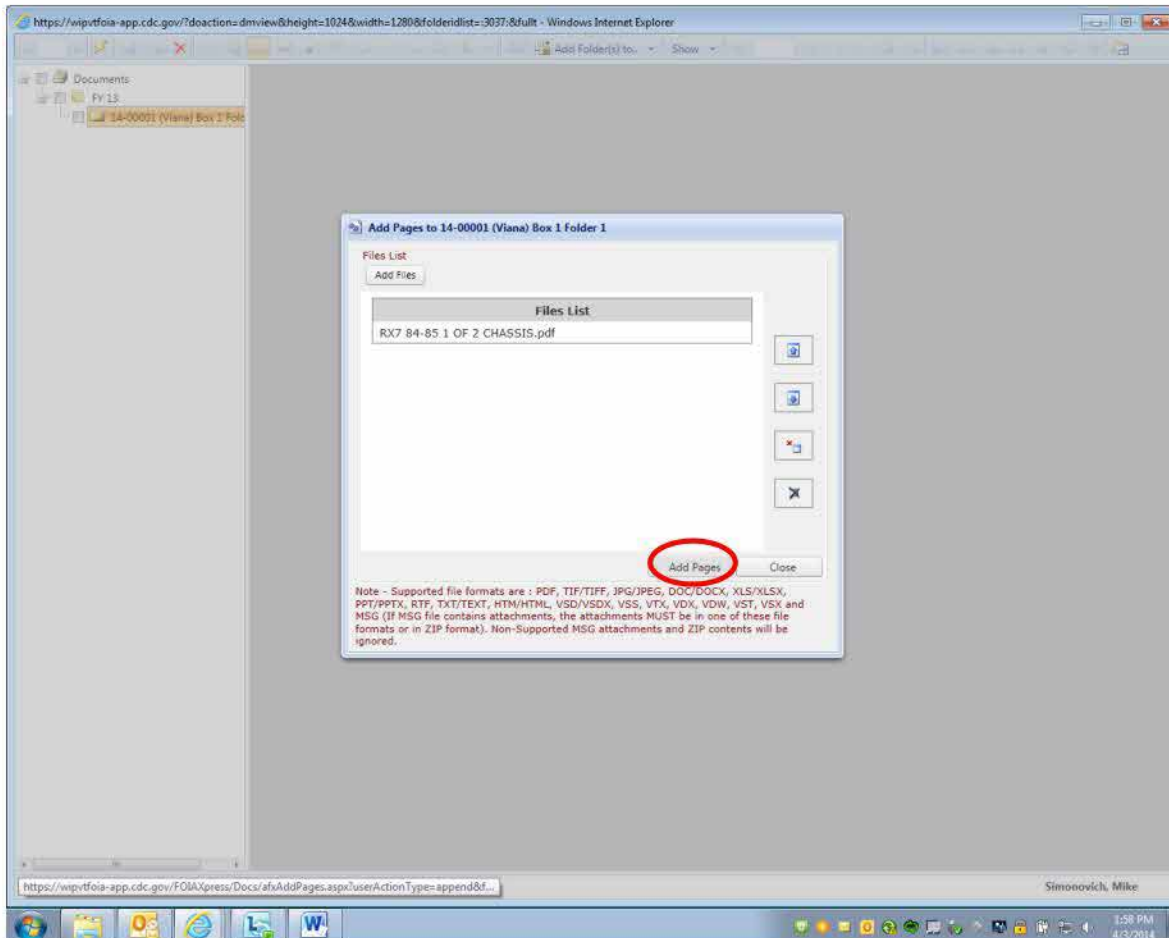 https://wipvtfoia-app.cdc.gov/?doaction=dmview&height=1024&width=1280&folderidlist=:3037:&fullt - Windows Internet Explorer
Add Folder(s) to.. Show
Documents
FY 13
14-00001 (Viana) Box 1 Fold
Add Pages to 14-00001 (Viana) Box 1 Folder 1
Files List
Add Files
Files List
RX7 84-85 1 OF 2 CHASSIS.pdf
Add Pages Close
Note - Supported file formats are : PDF, TIF/TIFF, JPG/JPEG, DOC/DOCX, XLS/XLSX,
PPT/PPTX, RTF, TXT/TEXT, HTM/HTML, VSD/VSDX, VSS, VTX, VDX, VDW, VST, VSX and
MSG (If MSG file contains attachments, the attachments MUST be in one of these file
formats or in ZIP format). Non-Supported MSG attachments and ZIP contents will be
ignored.
https://wipvtfoia-app.cdc.gov/FOIAXpress/Docs/afxAddPages.aspx?userActionType=append&f...
Simonovich, Mike
1:58 PM
4/3/2014